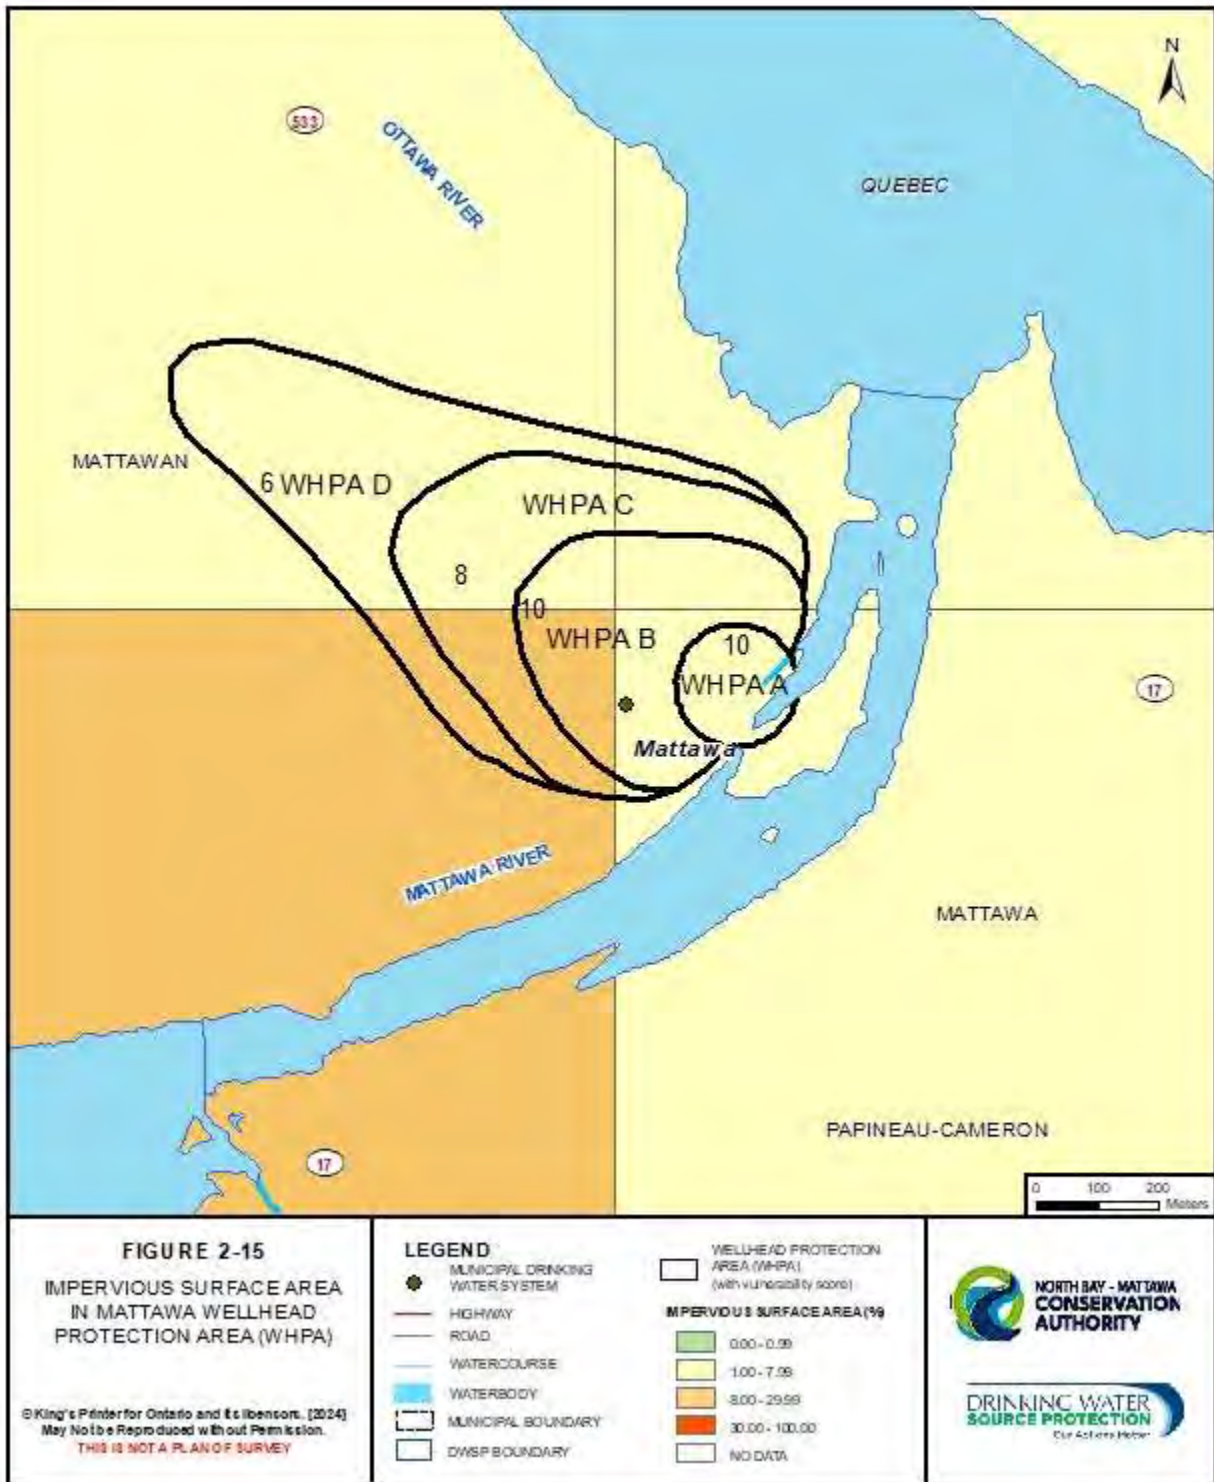 N
533
OTTAWA RIVER
QUEBEC
MATTAWAN
6 WHPA D
WHPA C
8
10
WHPA B
10
WHPA A
17
Mattawa
MATTAWA RIVER
MATTAWA
PAPINEAU-CAMERON
17
0 100 200
Meters
FIGURE 2-15
IMPERVIOUS SURFACE AREA
IN MATTAWA WELLHEAD
PROTECTION AREA (WHPA)
©King's Printer for Ontario and its licensors. [2024]
May Not be Reproduced without Permission.
THIS IS NOT A PLAN OF SURVEY
LEGEND
MUNICIPAL DRINKING
WATER SYSTEM
HIGHWAY
ROAD
WATERCOURSE
WATERBODY
MUNICIPAL BOUNDARY
DWSP BOUNDARY
WELLHEAD PROTECTION
AREA (WHPA)
(with vulnerability score)
IMPERVIOUS SURFACE AREA (%)
0.00 - 0.99
1.00 - 7.99
8.00 - 29.99
30.00 - 100.00
NO DATA
NORTH BAY - MATTAWA
CONSERVATION
AUTHORITY
DRINKING WATER
SOURCE PROTECTION
Our Actions Matter